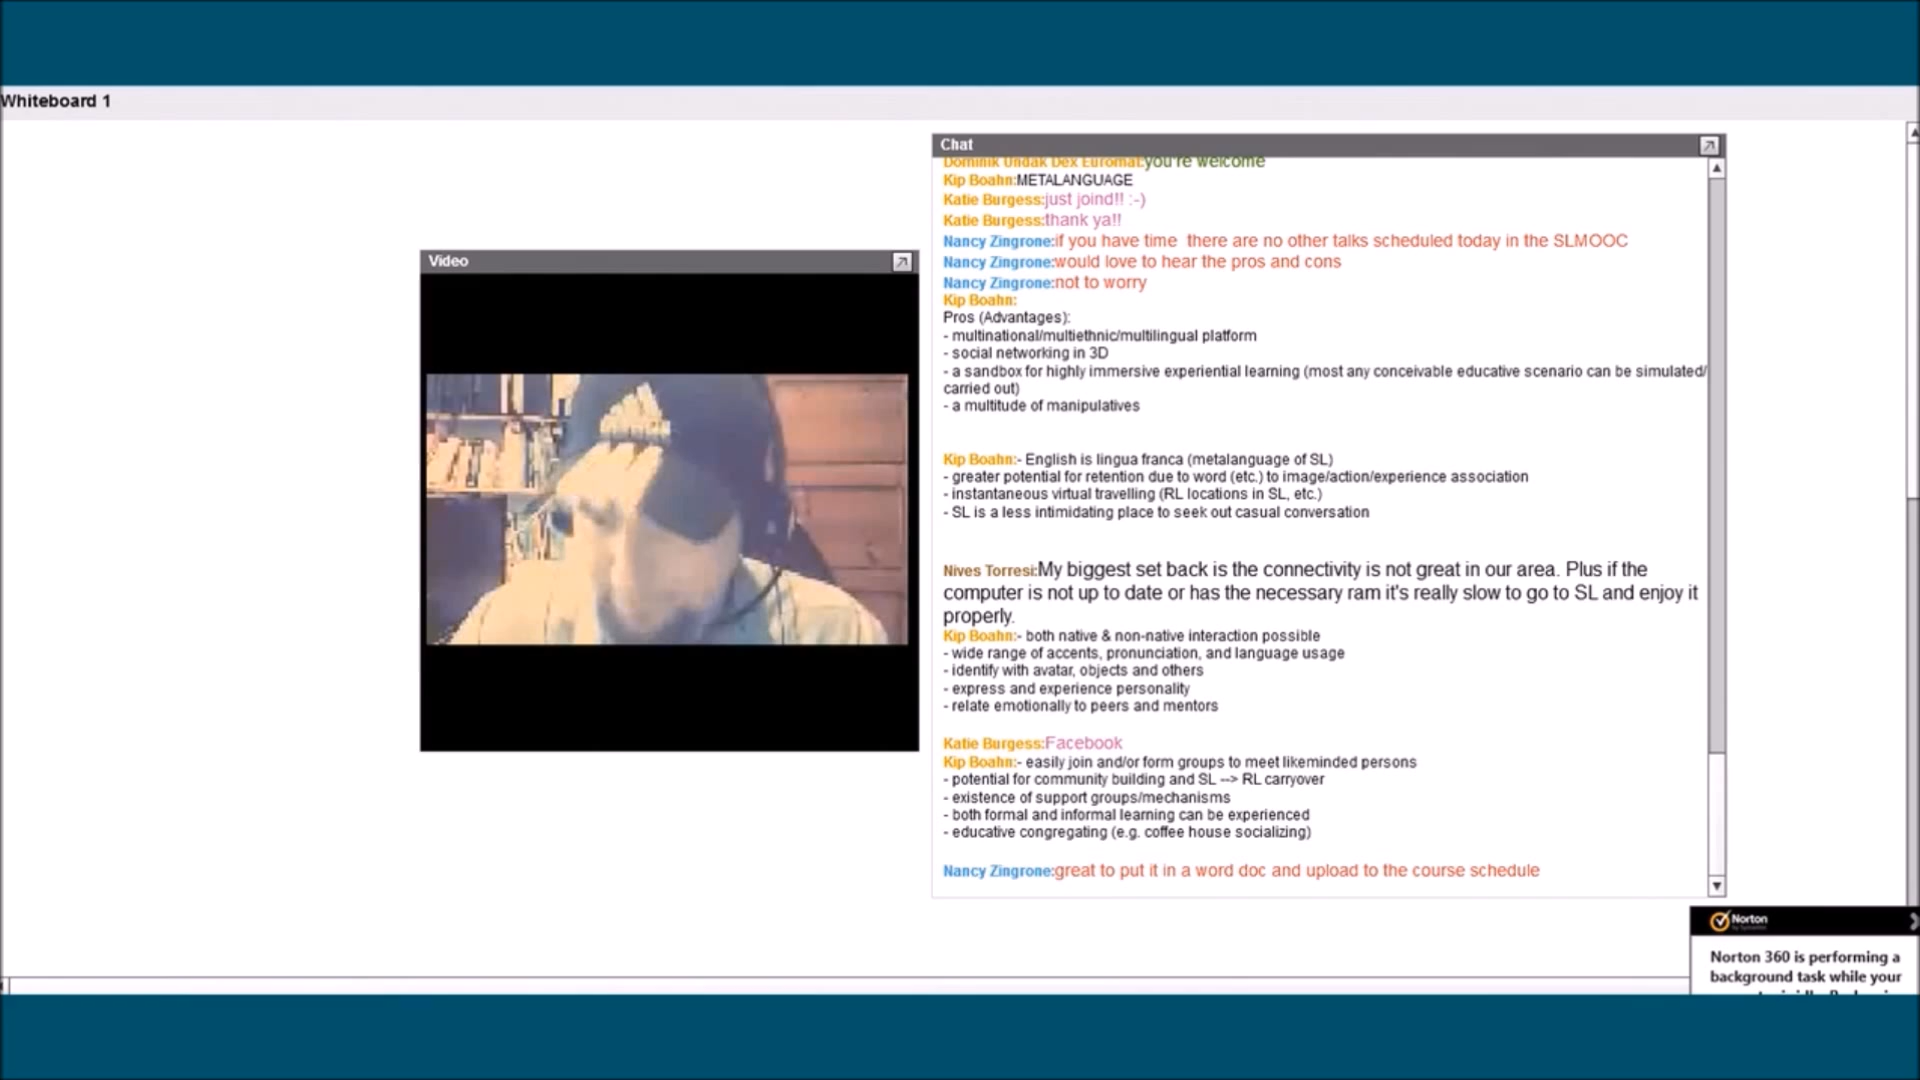 Whiteboard 1
Chat
Dominik Undak Dex Euromat:you're welcome
Kip Boahn:METALANGUAGE
Katie Burgess:just joind!! :-)
Katie Burgess:thank ya!!
Nancy Zingrone:if you have time there are no other talks scheduled today in the SLMOOC
Nancy Zingrone:would love to hear the pros and cons
Nancy Zingrone:not to worry
Kip Boahn:
Pros (Advantages):
- multinational/multiethnic/multilingual platform
- social networking in 3D
- a sandbox for highly immersive experiential learning (most any conceivable educative scenario can be simulated/
carried out)
- a multitude of manipulatives
Kip Boahn:- English is lingua franca (metalanguage of SL)
- greater potential for retention due to word (etc.) to image/action/experience association
- instantaneous virtual travelling (RL locations in SL, etc.)
- SL is a less intimidating place to seek out casual conversation
Nives Torresi:My biggest set back is the connectivity is not great in our area. Plus if the
computer is not up to date or has the necessary ram it's really slow to go to SL and enjoy it
properly.
Kip Boahn:- both native & non-native interaction possible
- wide range of accents, pronunciation, and language usage
- identify with avatar, objects and others
- express and experience personality
- relate emotionally to peers and mentors
Katie Burgess:Facebook
Kip Boahn:- easily join and/or form groups to meet likeminded persons
- potential for community building and SL --> RL carryover
- existence of support groups/mechanisms
- both formal and informal learning can be experienced
- educative congregating (e.g. coffee house socializing)
Nancy Zingrone:great to put it in a word doc and upload to the course schedule
Video
Norton
by Symantec
Norton 360 is performing a
background task while your